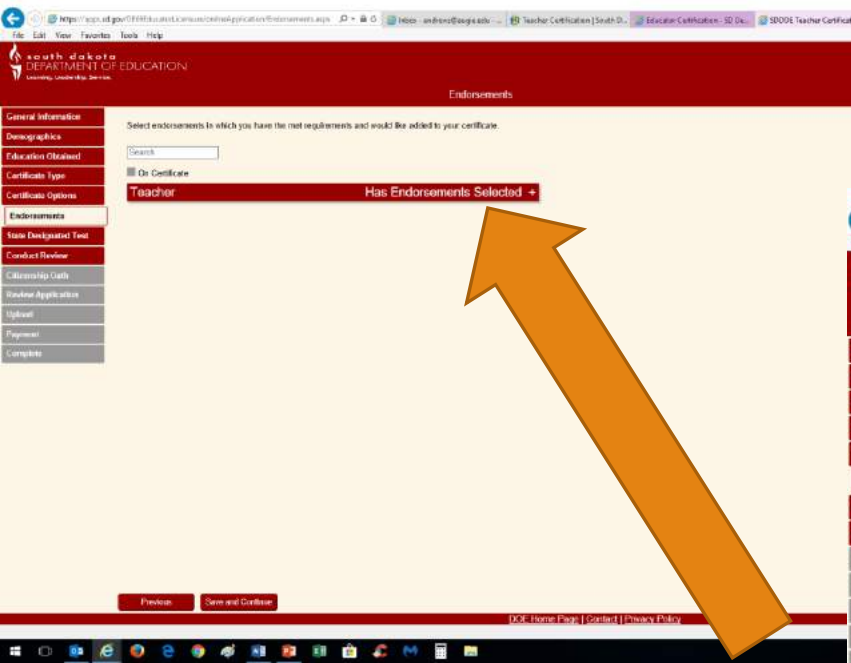 Teacher Certification | South D...
Educator Certification - SD De...
SDDOE Teacher Certificat
File Edit View Favorites Tools Help
south dakota
DEPARTMENT OF EDUCATION
Learning. Leadership. Service.
Endorsements
General Information
Demographics
Education Obtained
Certificate Type
Certificate Options
Endorsements
State Designated Test
Conduct Review
Citizenship Oath
Review Application
Upload
Payment
Complete
Select endorsements in which you have the met requirements and would like added to your certificate.
Search
On Certificate
Teacher Has Endorsements Selected +
Previous Save and Continue
DOE Home Page | Contact | Privacy Policy